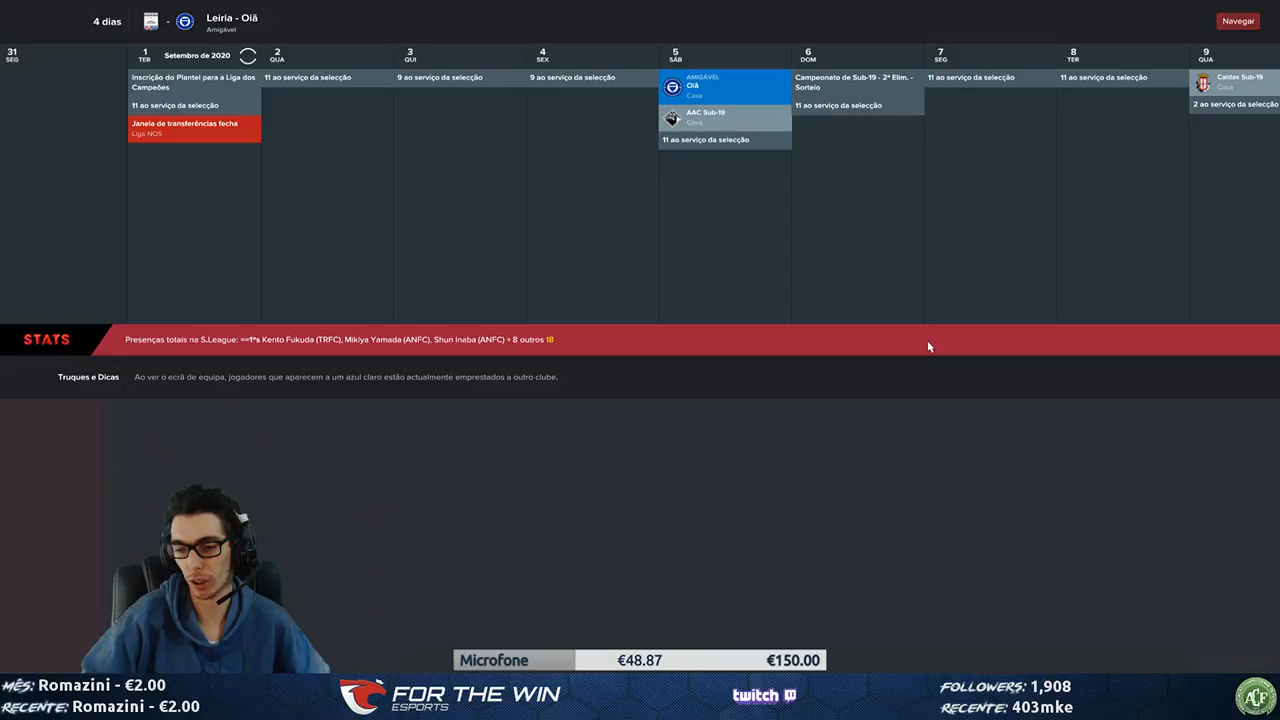 4 dias
-
Leiria - Oiã
Amigável
Navegar
31
SEG
1
TER
Setembro de 2020
2
QUA
3
QUI
4
SEX
5
SÁB
6
DOM
7
SEG
8
TER
9
QUA
Inscrição do Plantel para a Liga dos
Campeões
11 ao serviço da selecção
Janela de transferências fecha
Liga NOS
11 ao serviço da selecção
9 ao serviço da selecção
9 ao serviço da selecção
AMIGÁVEL
Oiã
Casa
AAC Sub-19
Casa
11 ao serviço da selecção
Campeonato de Sub-19 - 2ª Elim. -
Sorteio
11 ao serviço da selecção
11 ao serviço da selecção
11 ao serviço da selecção
Caldas Sub-19
Casa
2 ao serviço da selecção
STATS
Presenças totais na S.League: ==1ºs Kento Fukuda (TRFC), Mikiya Yamada (ANFC), Shun Inaba (ANFC) + 8 outros 18
Truques e Dicas
Ao ver o ecrã de equipa, jogadores que aparecem a um azul claro estão actualmente emprestados a outro clube.
Microfone
€48.87
€150.00
MÊS: Romazini - €2.00
RECENTE: Romazini - €2.00
FOR THE WIN
ESPORTS
twitch
FOLLOWERS: 1,908
RECENTE: 403mke